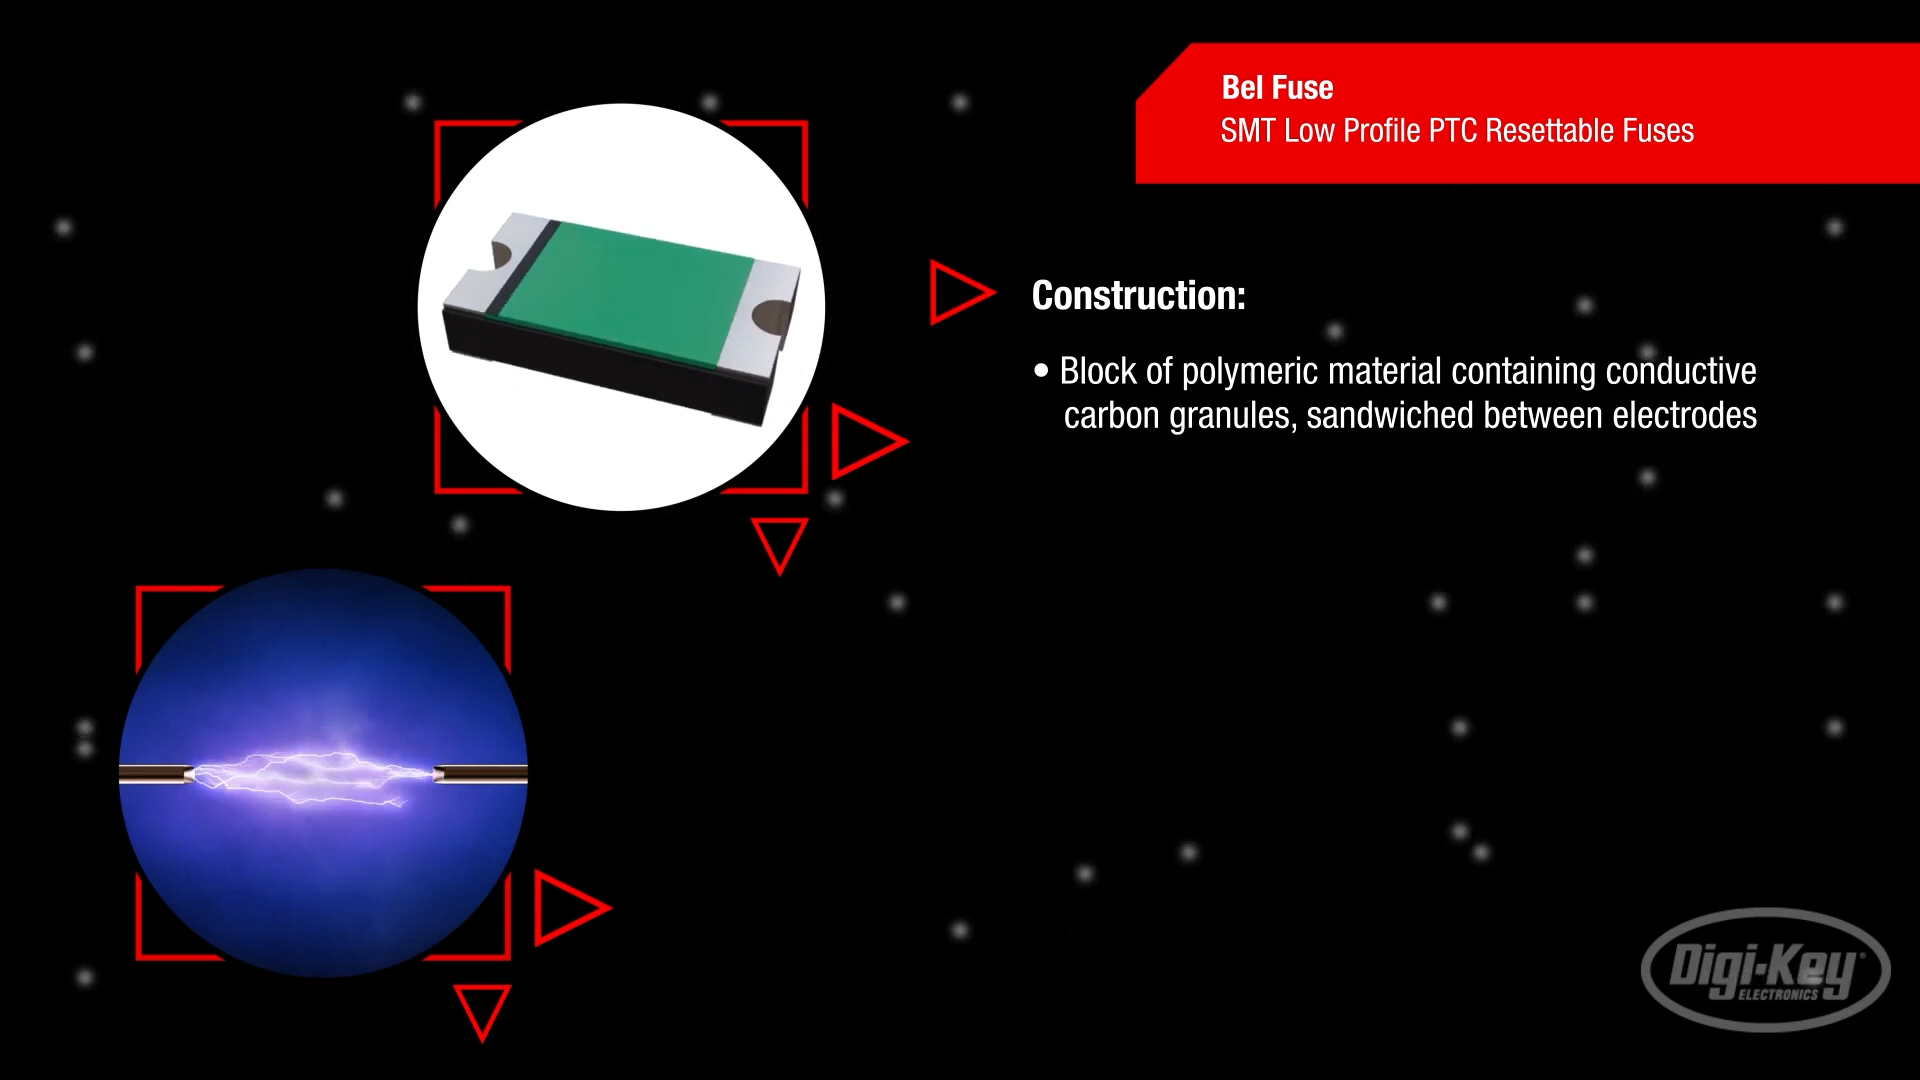 Bel Fuse
SMT Low Profile PTC Resettable Fuses
Construction:
• Block of polymeric material containing conductive
carbon granules, sandwiched between electrodes
Digi-Key®
ELECTRONICS